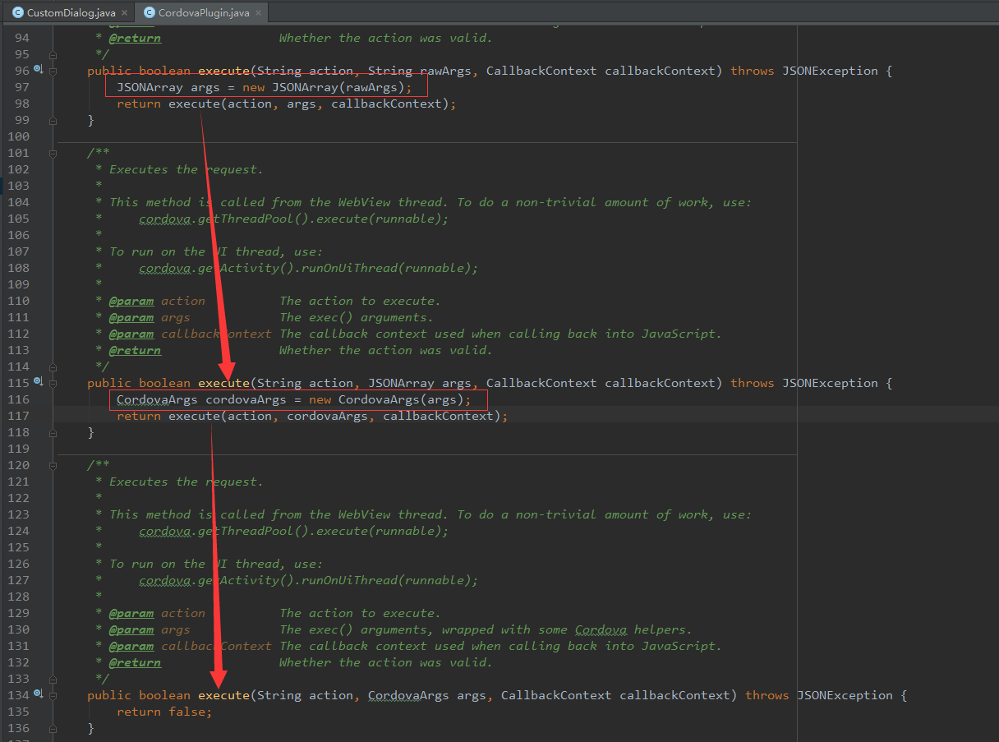 CustomDialog.java × CordovaPlugin.java ×
94 * @return Whether the action was valid.
95 */
96 public boolean execute(String action, String rawArgs, CallbackContext callbackContext) throws JSONException {
97 JSONArray args = new JSONArray(rawArgs);
98 return execute(action, args, callbackContext);
99 }
100
101 /**
102 * Executes the request.
103 *
104 * This method is called from the WebView thread. To do a non-trivial amount of work, use:
105 * cordova.getThreadPool().execute(runnable);
106 *
107 * To run on the UI thread, use:
108 * cordova.getActivity().runOnUiThread(runnable);
109 *
110 * @param action The action to execute.
111 * @param args The exec() arguments.
112 * @param callbackContext The callback context used when calling back into JavaScript.
113 * @return Whether the action was valid.
114 */
115 public boolean execute(String action, JSONArray args, CallbackContext callbackContext) throws JSONException {
116 CordovaArgs cordovaArgs = new CordovaArgs(args);
117 return execute(action, cordovaArgs, callbackContext);
118 }
119
120 /**
121 * Executes the request.
122 *
123 * This method is called from the WebView thread. To do a non-trivial amount of work, use:
124 * cordova.getThreadPool().execute(runnable);
125 *
126 * To run on the UI thread, use:
127 * cordova.getActivity().runOnUiThread(runnable);
128 *
129 * @param action The action to execute.
130 * @param args The exec() arguments, wrapped with some Cordova helpers.
131 * @param callbackContext The callback context used when calling back into JavaScript.
132 * @return Whether the action was valid.
133 */
134 public boolean execute(String action, CordovaArgs args, CallbackContext callbackContext) throws JSONException {
135 return false;
136 }